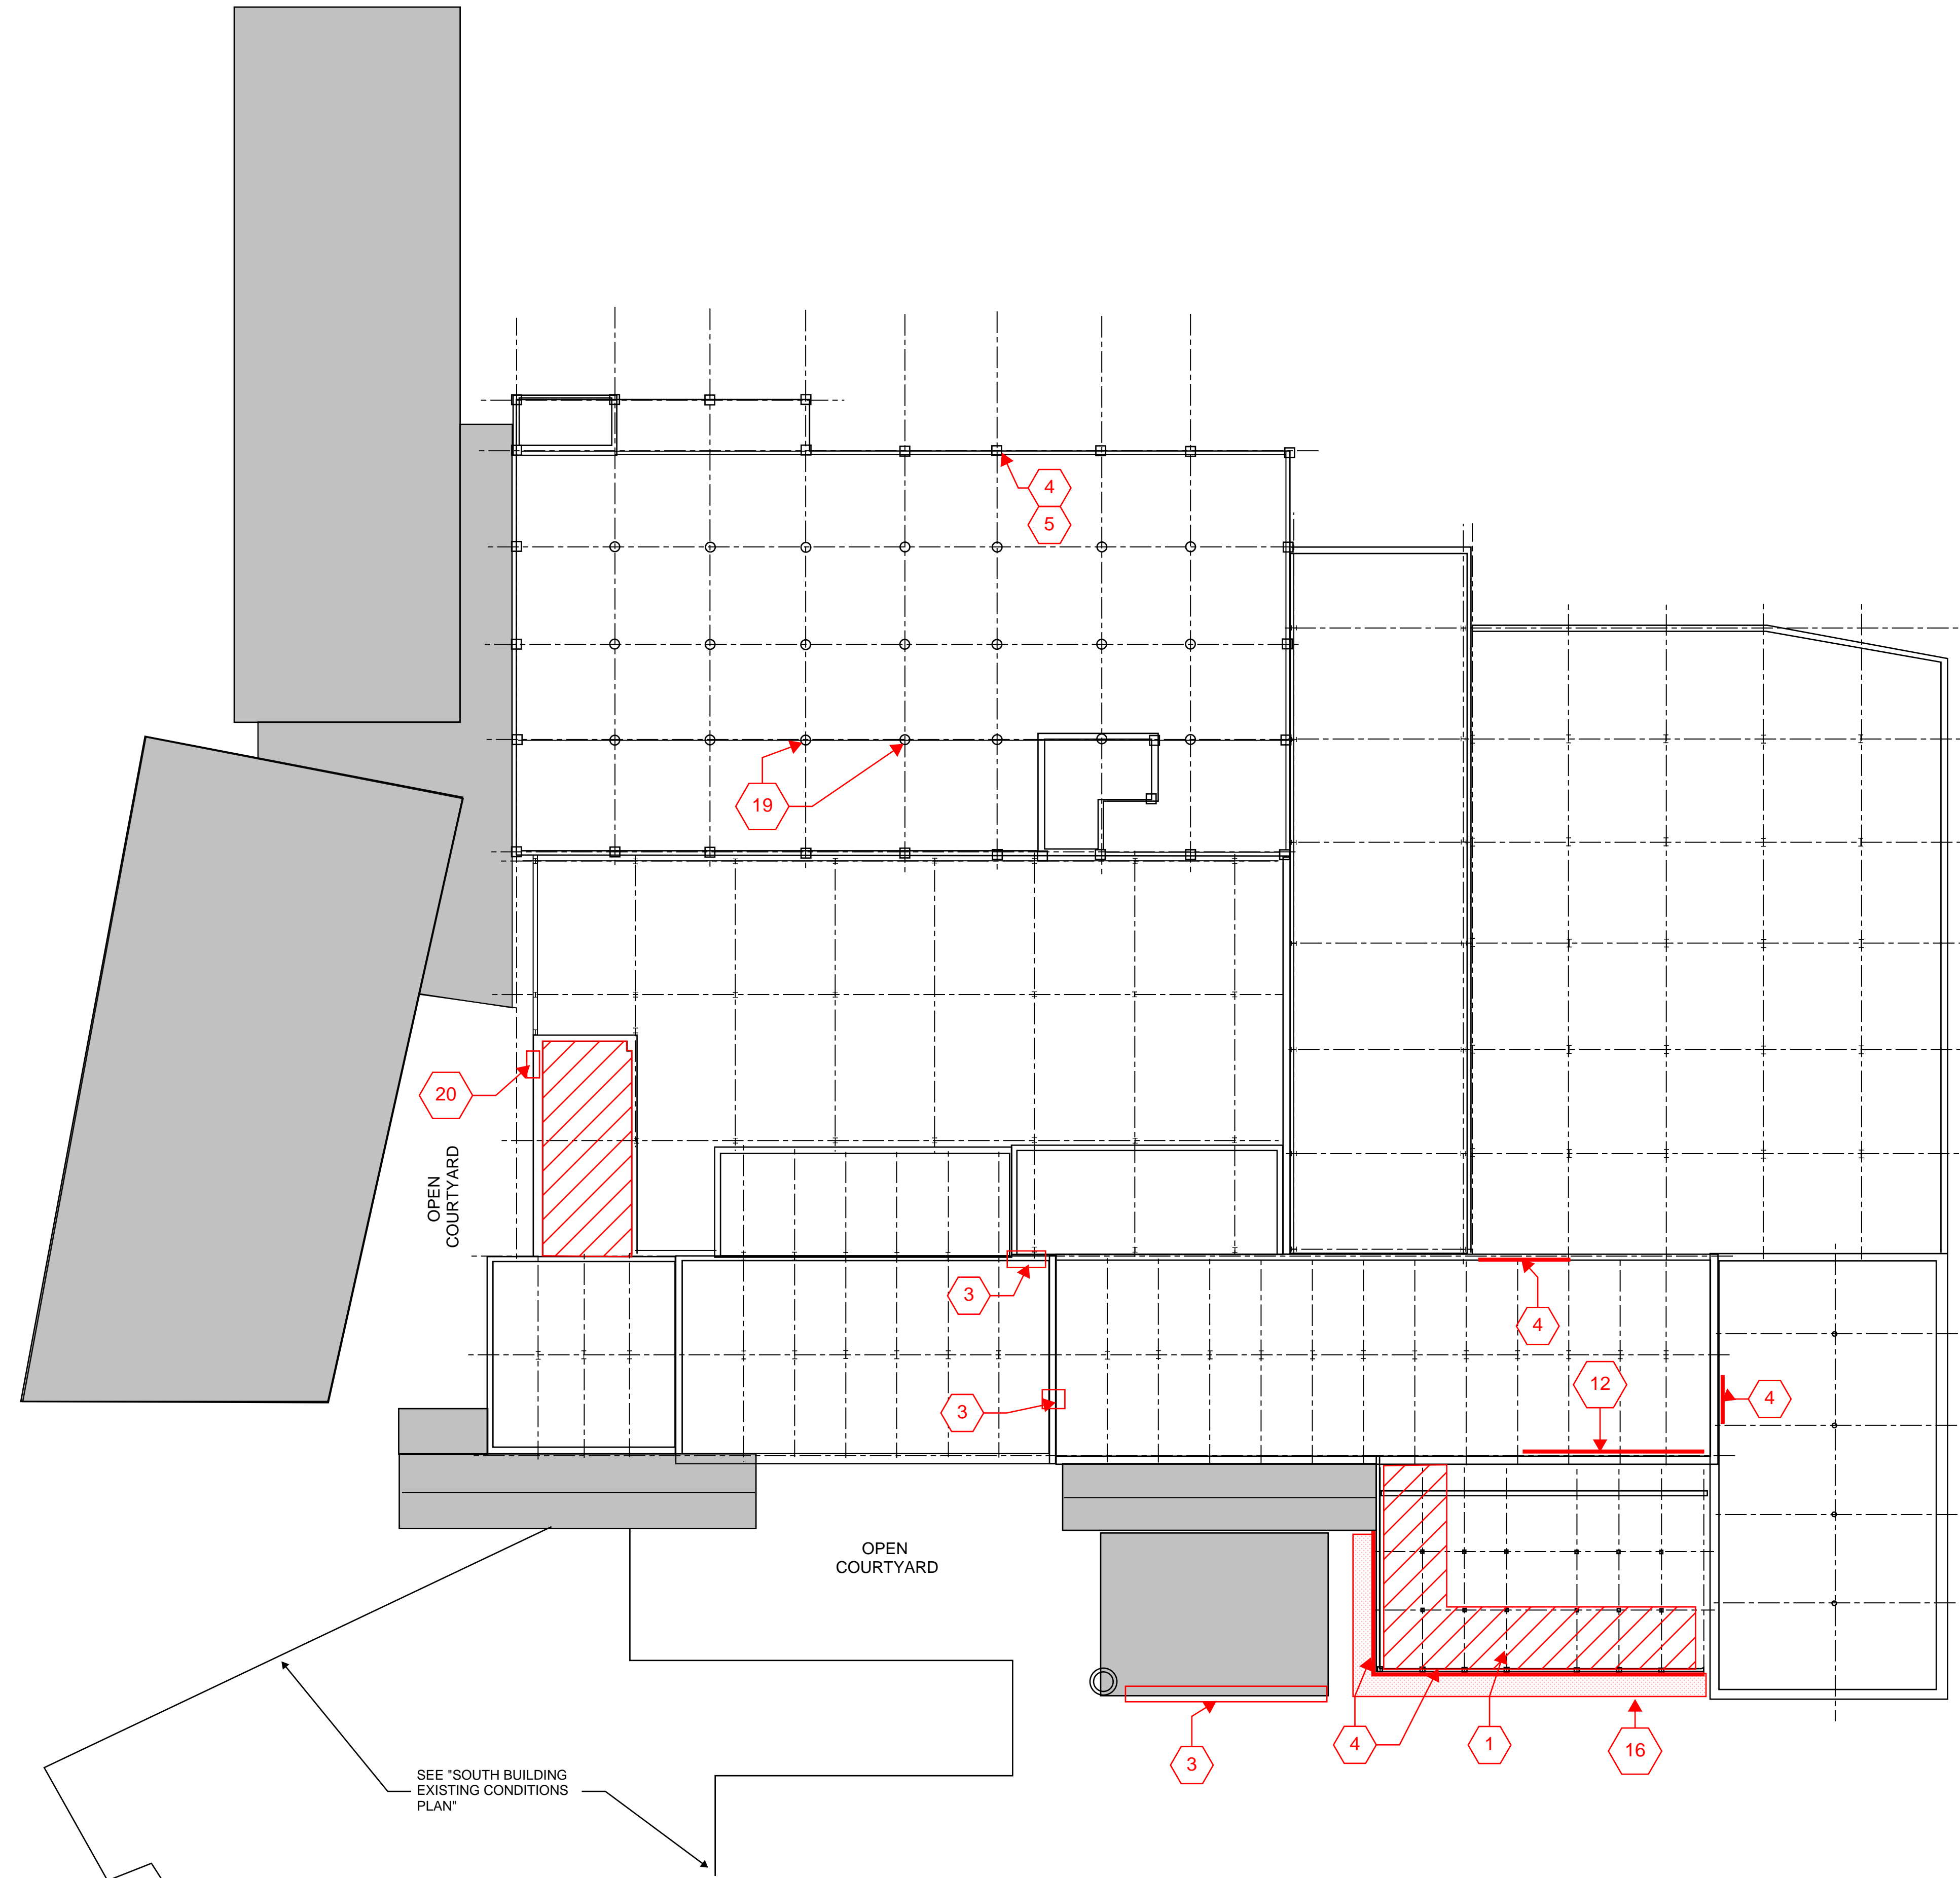 4
5
19
20
OPEN
COURTYARD
3
4
12
4
3
OPEN
COURTYARD
4
1
16
3
SEE "SOUTH BUILDING
EXISTING CONDITIONS
PLAN"